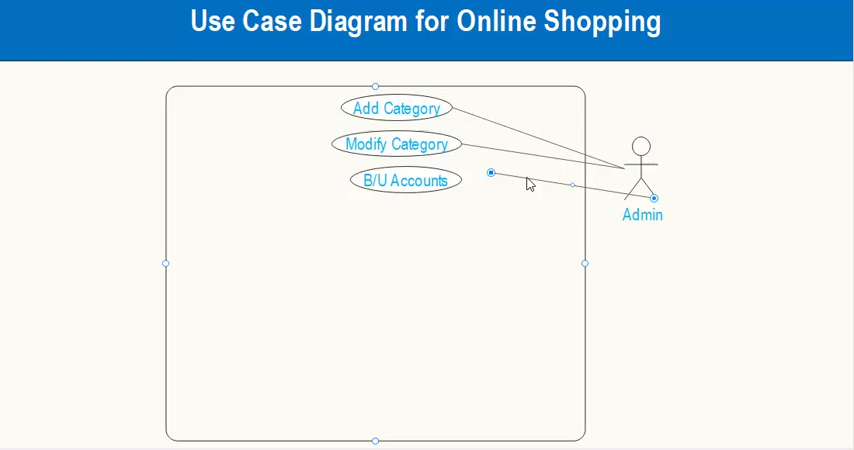 Use Case Diagram for Online Shopping
Add Category
Modify Category
B/U Accounts
Admin